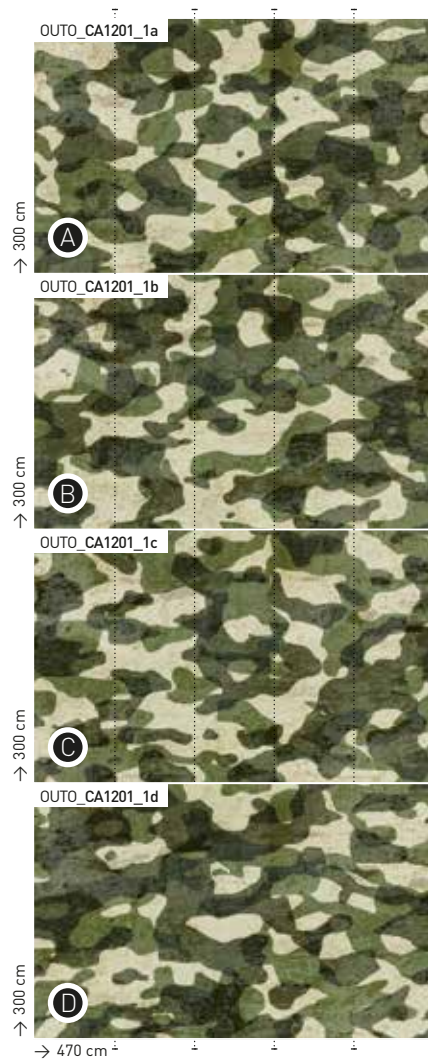 OUTO_CA1201_1a
→ 300 cm
A
OUTO_CA1201_1b
→ 300 cm
B
OUTO_CA1201_1c
→ 300 cm
C
OUTO_CA1201_1d
→ 300 cm
D
→ 470 cm